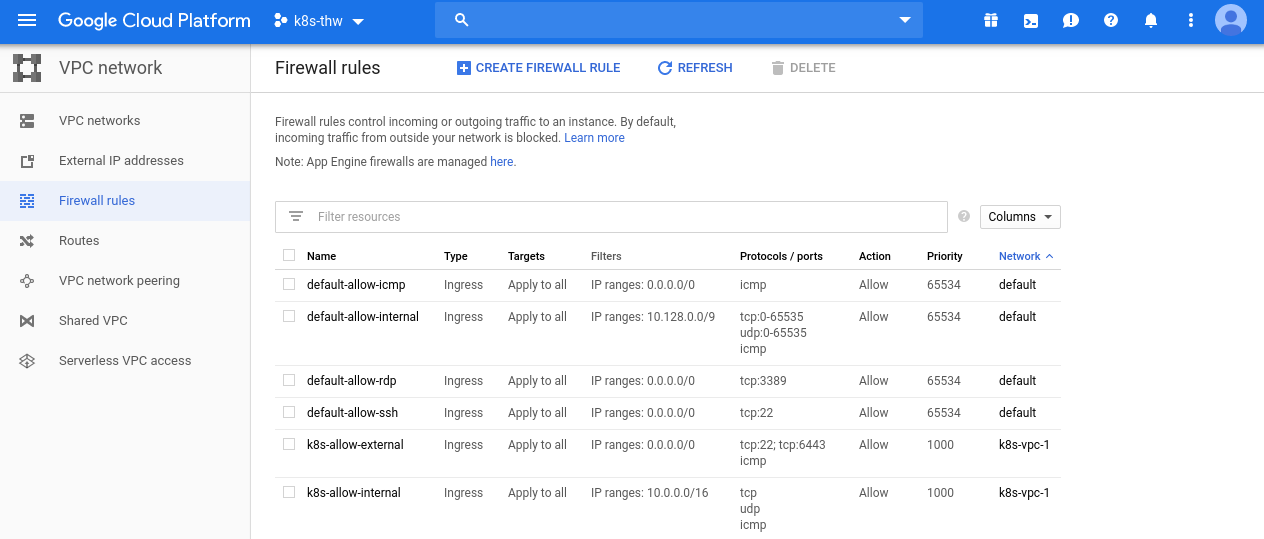 Google Cloud Platform k8s-thw
VPC network
Firewall rules CREATE FIREWALL RULE REFRESH DELETE
VPC networks
External IP addresses
Firewall rules
Routes
VPC network peering
Shared VPC
Serverless VPC access
Firewall rules control incoming or outgoing traffic to an instance. By default,
incoming traffic from outside your network is blocked. Learn more
Note: App Engine firewalls are managed here.
Filter resources Columns
Name Type Targets Filters Protocols / ports Action Priority Network
default-allow-icmp Ingress Apply to all IP ranges: 0.0.0.0/0 icmp Allow 65534 default
default-allow-internal Ingress Apply to all IP ranges: 10.128.0.0/9 tcp:0-65535 Allow 65534 default
udp:0-65535
icmp
default-allow-rdp Ingress Apply to all IP ranges: 0.0.0.0/0 tcp:3389 Allow 65534 default
default-allow-ssh Ingress Apply to all IP ranges: 0.0.0.0/0 tcp:22 Allow 65534 default
k8s-allow-external Ingress Apply to all IP ranges: 0.0.0.0/0 tcp:22; tcp:6443 Allow 1000 k8s-vpc-1
icmp
k8s-allow-internal Ingress Apply to all IP ranges: 10.0.0.0/16 tcp Allow 1000 k8s-vpc-1
udp
icmp